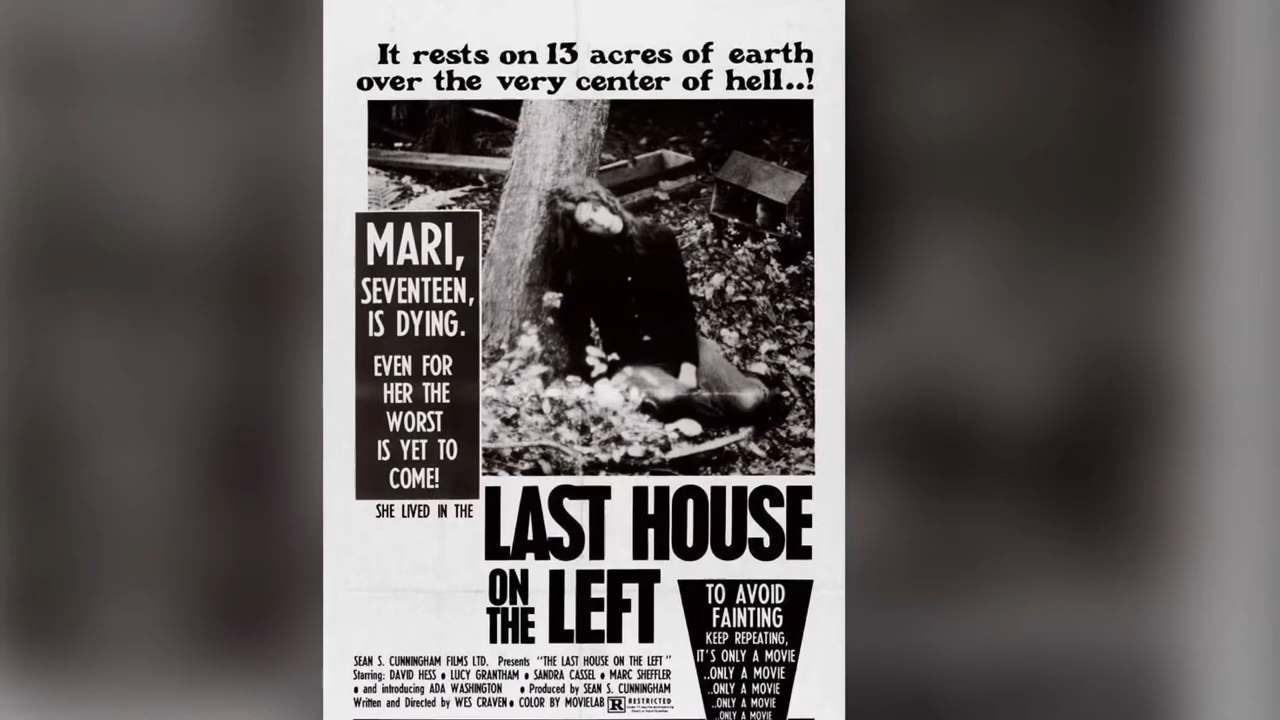 It rests on 13 acres of earth
over the very center of hell..!
MARI,
SEVENTEEN,
IS DYING.
EVEN FOR
HER THE
WORST
IS YET TO
COME!
SHE LIVED IN THE
LAST HOUSE
ON
THE
LEFT
TO AVOID
FAINTING
KEEP REPEATING,
IT'S ONLY A MOVIE
..ONLY A MOVIE
..ONLY A MOVIE
..ONLY A MOVIE
..ONLY A MOVIE
SEAN S. CUNNINGHAM FILMS LTD. Presents "THE LAST HOUSE ON THE LEFT"
Starring: DAVID HESS • LUCY GRANTHAM • SANDRA CASSEL • MARC SHEFFLER
• and introducing ADA WASHINGTON • Produced by SEAN S. CUNNINGHAM
Written and Directed by WES CRAVEN • COLOR BY MOVIELAB R RESTRICTED